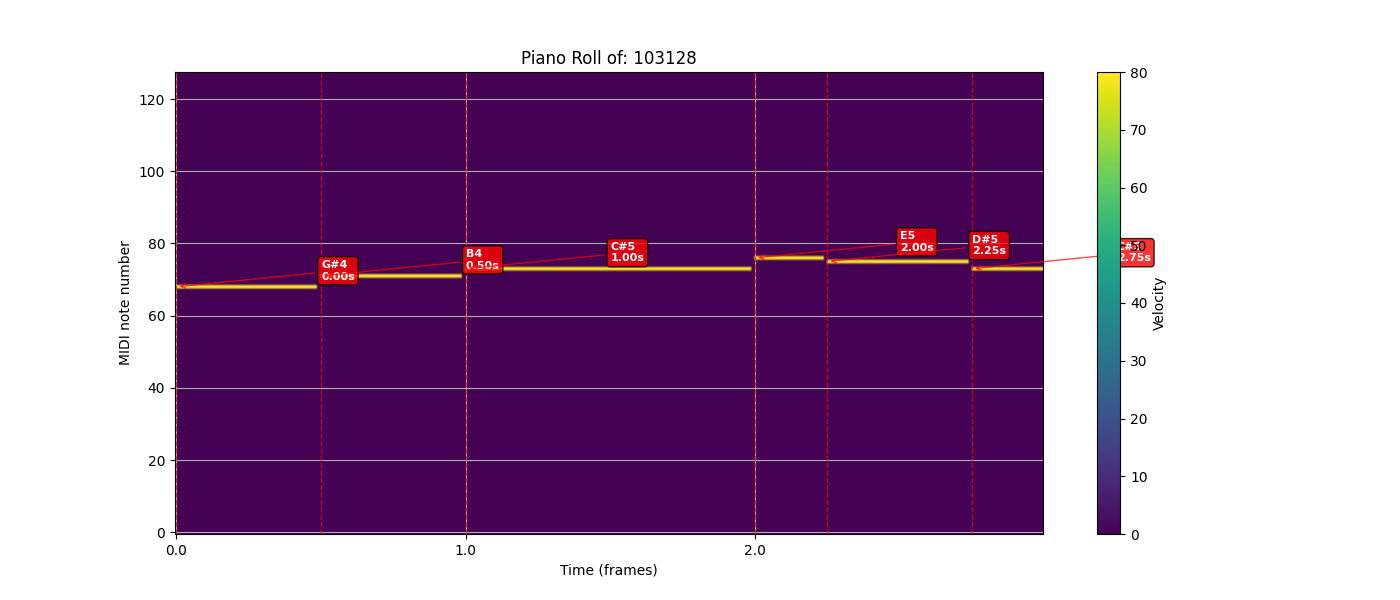 Piano Roll of: 103128
MIDI note number
120
100
80
60
40
20
0
G#4
0.00s
B4
0.50s
C#5
1.00s
E5
2.00s
D#5
2.25s
C#5
2.75s
0.0
1.0
2.0
Time (frames)
80
70
60
50
40
30
20
10
0
Velocity